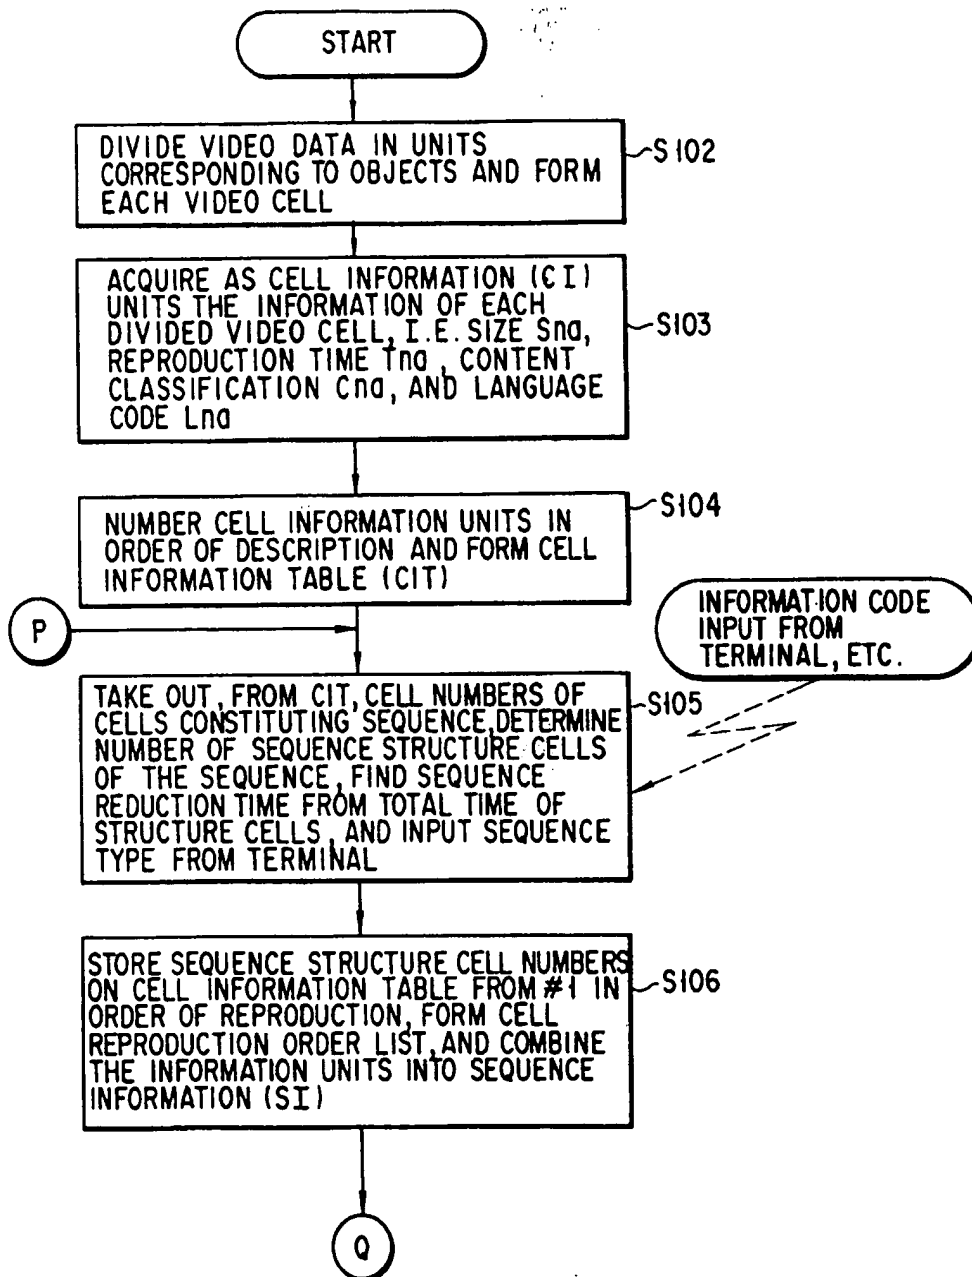 START
DIVIDE VIDEO DATA IN UNITS
CORRESPONDING TO OBJECTS AND FORM
EACH VIDEO CELL
S102
ACQUIRE AS CELL INFORMATION (CI)
UNITS THE INFORMATION OF EACH
DIVIDED VIDEO CELL, I.E. SIZE Sna,
REPRODUCTION TIME Tna, CONTENT
CLASSIFICATION Cna, AND LANGUAGE
CODE Lna
S103
NUMBER CELL INFORMATION UNITS IN
ORDER OF DESCRIPTION AND FORM CELL
INFORMATION TABLE (CIT)
S104
P
INFORMATION CODE
INPUT FROM
TERMINAL, ETC.
TAKE OUT, FROM CIT, CELL NUMBERS OF
CELLS CONSTITUTING SEQUENCE, DETERMINE
NUMBER OF SEQUENCE STRUCTURE CELLS
OF THE SEQUENCE, FIND SEQUENCE
REDUCTION TIME FROM TOTAL TIME OF
STRUCTURE CELLS, AND INPUT SEQUENCE
TYPE FROM TERMINAL
S105
STORE SEQUENCE STRUCTURE CELL NUMBERS
ON CELL INFORMATION TABLE FROM #1 IN
ORDER OF REPRODUCTION, FORM CELL
REPRODUCTION ORDER LIST, AND COMBINE
THE INFORMATION UNITS INTO SEQUENCE
INFORMATION (SI)
S106
Q